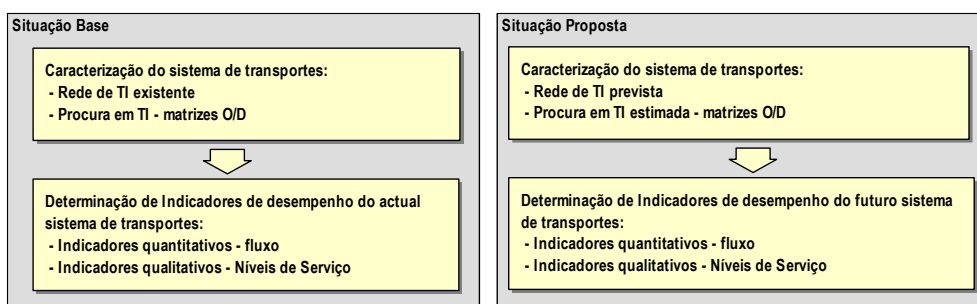 Situação Base
Caracterização do sistema de transportes:
- Rede de TI existente
- Procura em TI - matrizes O/D
Determinação de Indicadores de desempenho do actual
sistema de transportes:
- Indicadores quantitativos - fluxo
- Indicadores qualitativos - Níveis de Serviço
Situação Proposta
Caracterização do sistema de transportes:
- Rede de TI prevista
- Procura em TI estimada - matrizes O/D
Determinação de Indicadores de desempenho do futuro sistema
de transportes:
- Indicadores quantitativos - fluxo
- Indicadores qualitativos - Níveis de Serviço